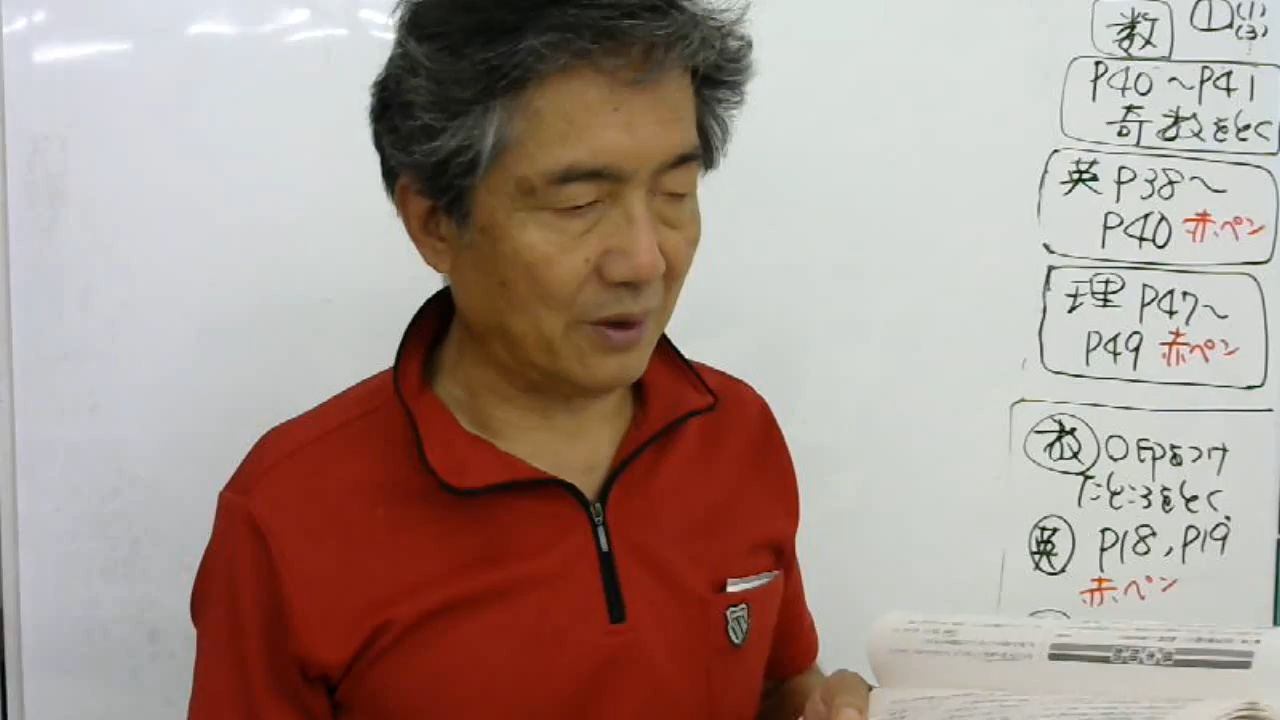 数 ① (1)
(3)
P40〜P41
奇数をとく
英 P38〜
P40 赤ペン
理 P47〜
P49 赤ペン
数 〇印をつけ
たところをとく
英 P18, P19
赤ペン